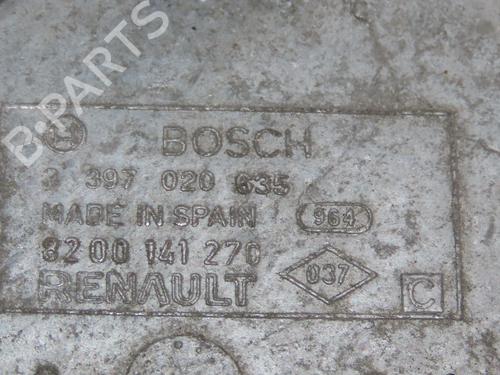 B-PARTS
BOSCH
3 397 020 635
MADE IN SPAIN 964
8200 141 270 037
RENAULT C